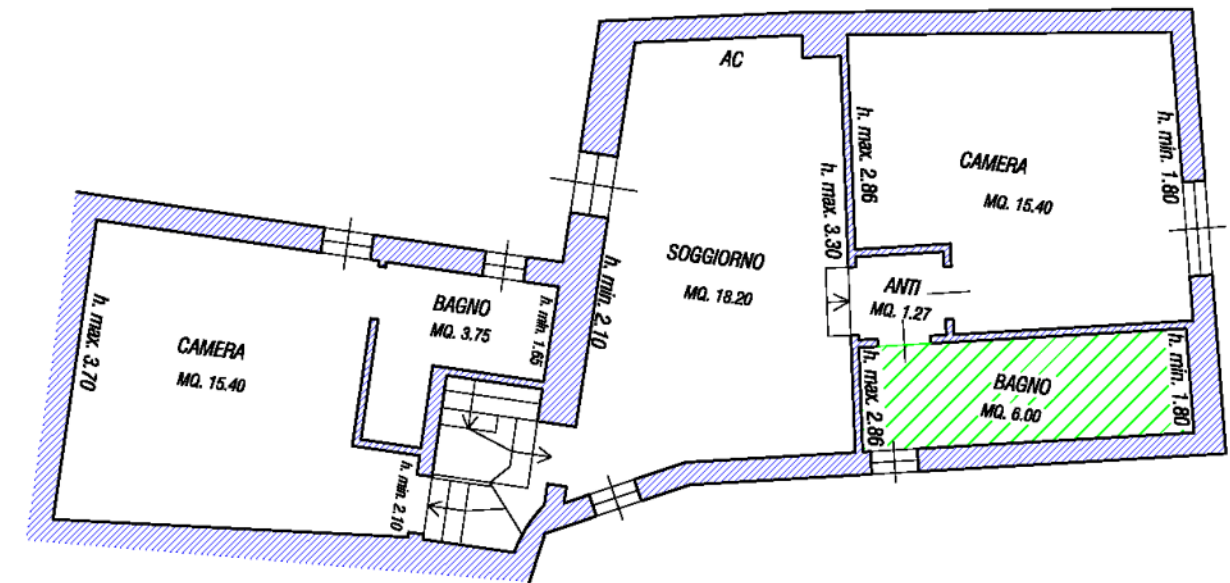 AC
h. max. 2.86
h. min. 1.80
CAMERA
MQ. 15.40
h. max. 3.30
SOGGIORNO
MQ. 18.20
h. min. 2.10
ANTI
MQ. 1.27
BAGNO
MQ. 3.75
h. min. 1.65
h. max. 3.70
CAMERA
MQ. 15.40
h. max. 2.86
BAGNO
MQ. 6.00
h. min. 1.80
h. min. 2.10